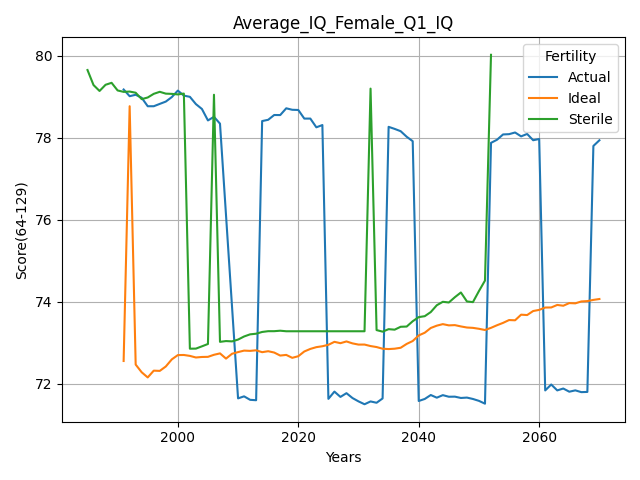 Average_IQ_Female_Q1_IQ
Fertility
Actual
Ideal
Sterile
Score(64-129)
80
78
76
74
72
2000
2020
2040
2060
Years